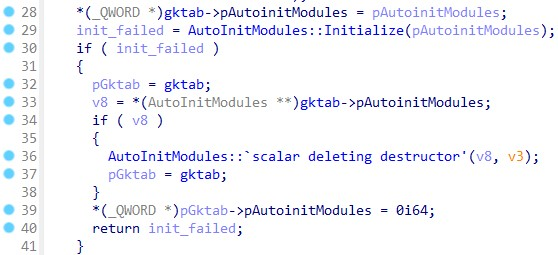 28 *(_QWORD *)gktab->pAutoinitModules = pAutoinitModules;
29 init_failed = AutoInitModules::Initialize(pAutoinitModules);
30 if ( init_failed )
31 {
32 pGktab = gktab;
33 v8 = *(AutoInitModules **)gktab->pAutoinitModules;
34 if ( v8 )
35 {
36 AutoInitModules::`scalar deleting destructor'(v8, v3);
37 pGktab = gktab;
38 }
39 *(_QWORD *)pGktab->pAutoinitModules = 0i64;
40 return init_failed;
41 }